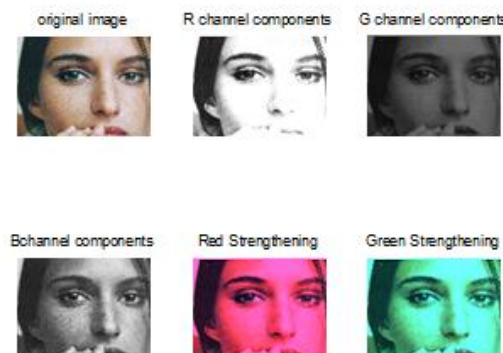 original image
R channel components
G channel components
Bchannel components
Red Strengthening
Green Strengthening